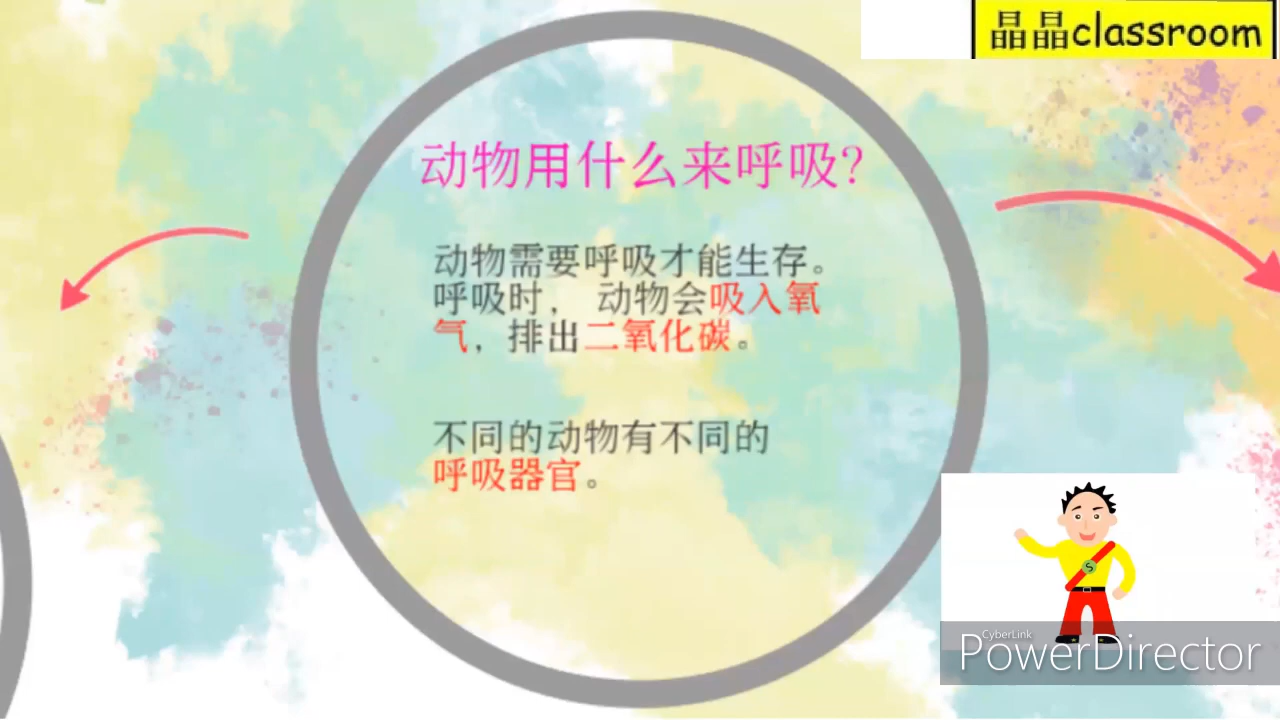 晶晶classroom
动物用什么来呼吸?
动物需要呼吸才能生存。
呼吸时， 动物会吸入氧
气，排出二氧化碳。
不同的动物有不同的
呼吸器官。
S
CyberLink
PowerDirector